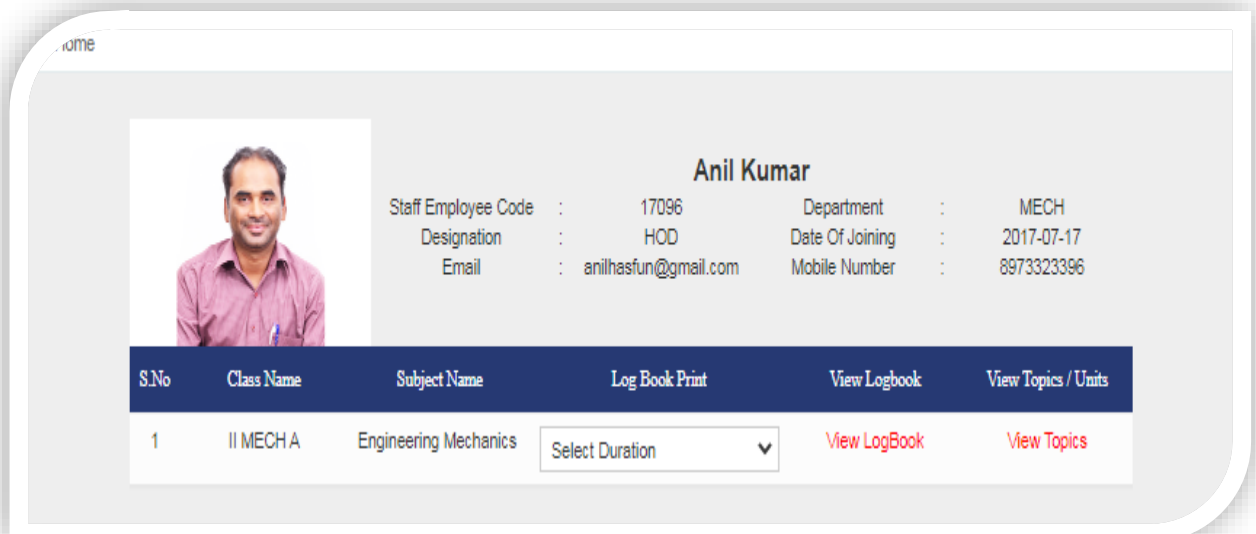 Home
Anil Kumar
Staff Employee Code : 17096 Department : MECH
Designation : HOD Date Of Joining : 2017-07-17
Email : anilhasfun@gmail.com Mobile Number : 8973323396
S.No Class Name Subject Name Log Book Print View Logbook View Topics / Units
1 II MECH A Engineering Mechanics Select Duration View LogBook View Topics